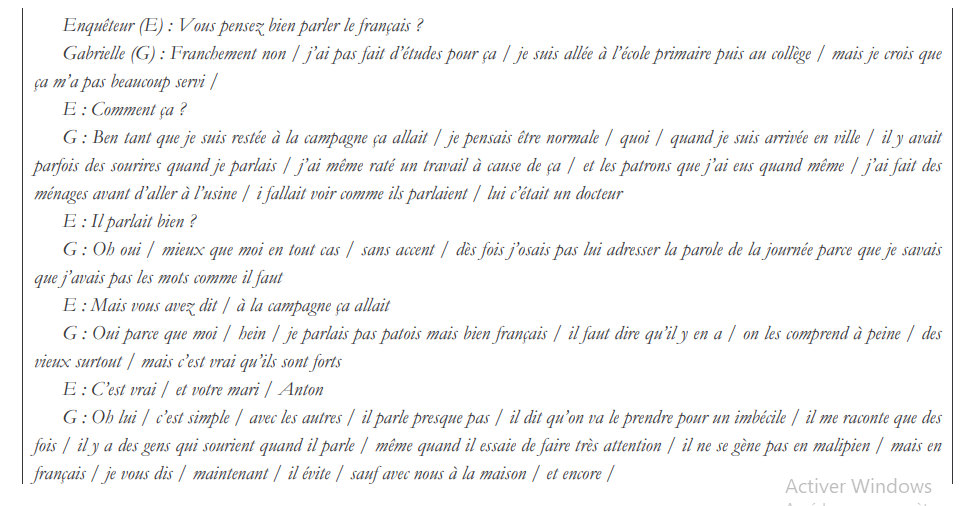 Enquêteur (E) : Vous pensez bien parler le français ?
Gabrielle (G) : Franchement non / j'ai pas fait d'études pour ça / je suis allée à l'école primaire puis au collège / mais je crois que
ça m'a pas beaucoup servi /
E : Comment ça ?
G : Ben tant que je suis restée à la campagne ça allait / je pensais être normale / quoi / quand je suis arrivée en ville / il y avait
parfois des sourires quand je parlais / j'ai même raté un travail à cause de ça / et les patrons que j'ai eus quand même / j'ai fait des
ménages avant d'aller à l'usine / i fallait voir comme ils parlaient / lui c'était un docteur
E : Il parlait bien ?
G : Oh oui / mieux que moi en tout cas / sans accent / dès fois j'osais pas lui adresser la parole de la journée parce que je savais
que j'avais pas les mots comme il faut
E : Mais vous avez dit / à la campagne ça allait
G : Oui parce que moi / hein / je parlais pas patois mais bien français / il faut dire qu'il y en a / on les comprend à peine / des
vieux surtout / mais c'est vrai qu'ils sont forts
E : C'est vrai / et votre mari / Anton
G : Oh lui / c'est simple / avec les autres / il parle presque pas / il dit qu'on va le prendre pour un imbécile / il me raconte que des
fois / il y a des gens qui sourient quand il parle / même quand il essaie de faire très attention / il ne se gène pas en malipien / mais en
français / je vous dis / maintenant / il évite / sauf avec nous à la maison / et encore /
Activer Windows